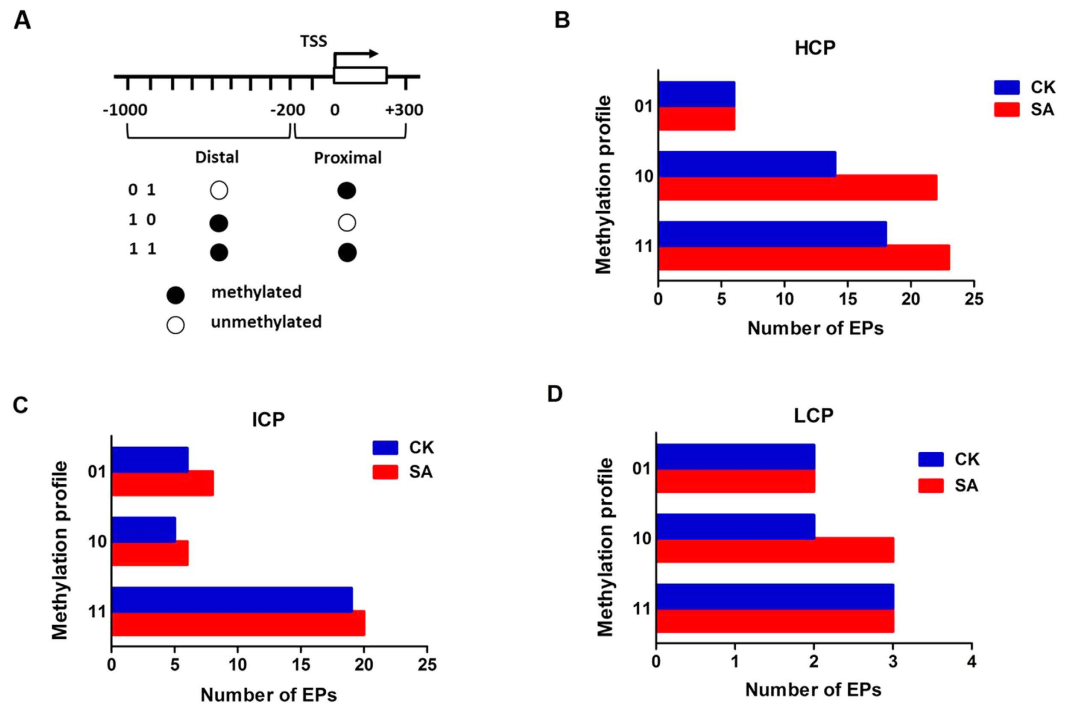 A
TSS
-1000 -200 0 +300
Distal Proximal
0 1
1 0
1 1
methylated
unmethylated
B
HCP
Methylation profile
01
10
11
0 5 10 15 20 25
Number of EPs
CK
SA
C
ICP
Methylation profile
01
10
11
0 5 10 15 20 25
Number of EPs
CK
SA
D
LCP
Methylation profile
01
10
11
0 1 2 3 4
Number of EPs
CK
SA